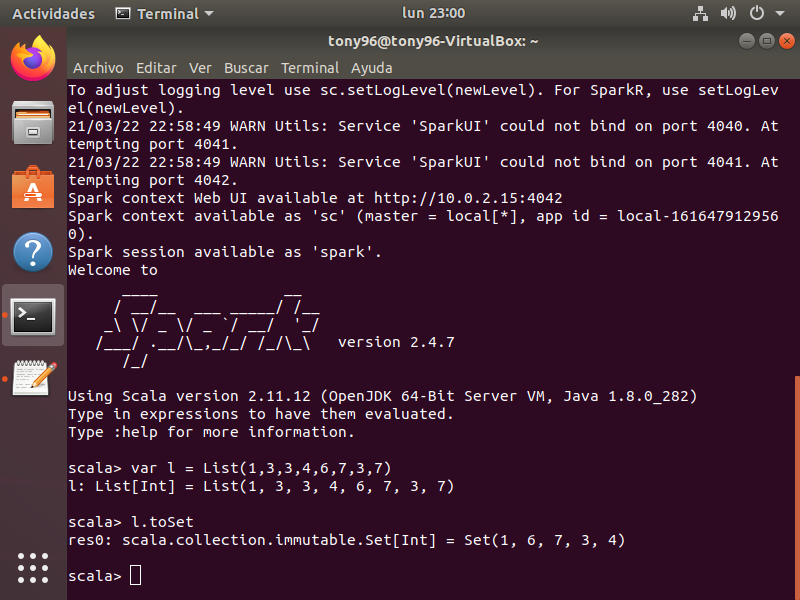 Actividades Terminal lun 23:00
tony96@tony96-VirtualBox: ~
Archivo Editar Ver Buscar Terminal Ayuda
To adjust logging level use sc.setLogLevel(newLevel). For SparkR, use setLogLev
el(newLevel).
21/03/22 22:58:49 WARN Utils: Service 'SparkUI' could not bind on port 4040. At
tempting port 4041.
21/03/22 22:58:49 WARN Utils: Service 'SparkUI' could not bind on port 4041. At
tempting port 4042.
Spark context Web UI available at http://10.0.2.15:4042
Spark context available as 'sc' (master = local[*], app id = local-161647912956
0).
Spark session available as 'spark'.
Welcome to
      ____              __
     / __/__  ___ _____/ /__
    _\ \/ _ \/ _ `/ __/  '_/
   /___/ .__/\_,_/_/ /_/\_\   version 2.4.7
      /_/
Using Scala version 2.11.12 (OpenJDK 64-Bit Server VM, Java 1.8.0_282)
Type in expressions to have them evaluated.
Type :help for more information.
scala> var l = List(1,3,3,4,6,7,3,7)
l: List[Int] = List(1, 3, 3, 4, 6, 7, 3, 7)
scala> l.toSet
res0: scala.collection.immutable.Set[Int] = Set(1, 6, 7, 3, 4)
scala>